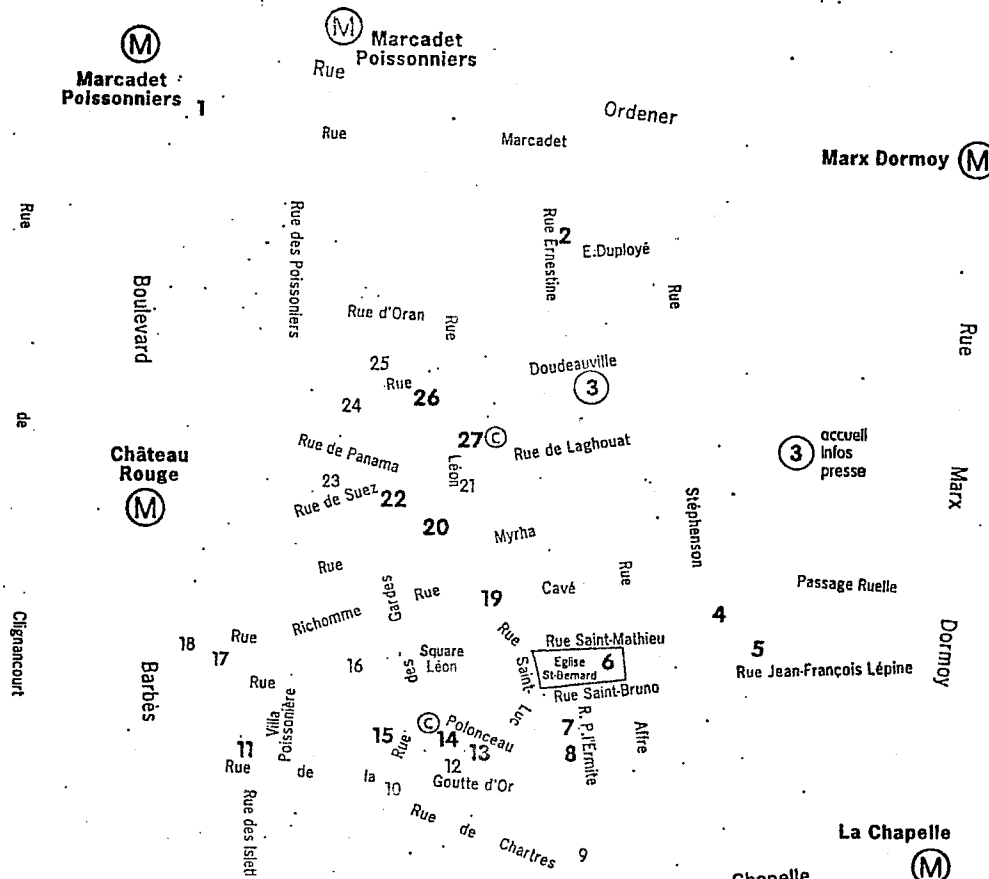 M
Marcadet
Poissonniers
M
Marcadet
Poissonniers
1
Rue
Ordener
Rue
Marcadet
Marx Dormoy M
Rue
Rue des Poissoniers
Rue Ernestine
2
E.Duployé
Rue
Boulevard
Rue d'Oran
Rue
Rue
25
Rue
26
24
Doudeauville
3
de
Château
Rouge
M
Rue de Panama
27 C
Rue de Laghouat
3
accueil
Infos
presse
Léon
21
23
Rue de Suez
22
20
Myrha
Stéphenson
Marx
Rue
Gardes
Rue
19
Cavé
Rue
Passage Ruelle
4
Clignancourt
18
Rue
17
Richomme
16
des
Square
Léon
Rue
Saint-
Luc
Rue Saint-Mathieu
Eglise
St-Bernard
6
Rue Saint-Bruno
5
Rue Jean-François Lépine
Dormoy
Barbès
Rue
Villa
Poissonière
11
Rue
de
la
15
Rue
C
Polonceau
14
13
12
10
Goutte d'Or
7
8
R. P. l'Ermite
Affre
Rue des Islett
Rue
de
Chartres
9
La Chapelle
M
Chapelle